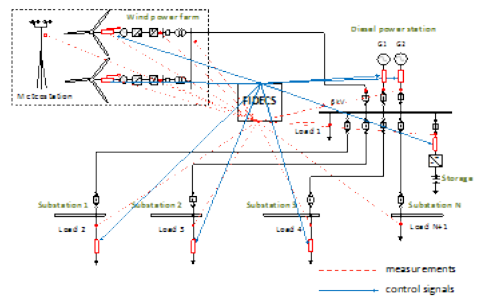 Wind power farm
Diesel power station
G1 G2
Meteostation
FIDECS
6kV
Load 1
Storage
Substation 1 Substation 2 Substation 3 Substation N
Load 2 Load 3 Load 4 Load N+1
measurements
control signals